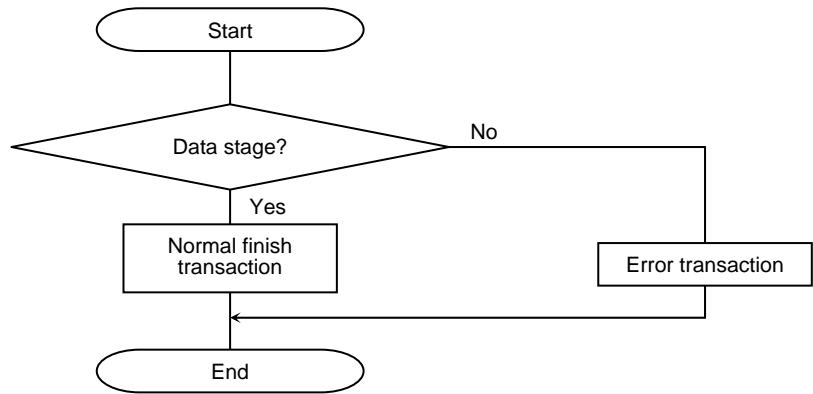 Start
Data stage?
No
Yes
Normal finish
transaction
Error transaction
End